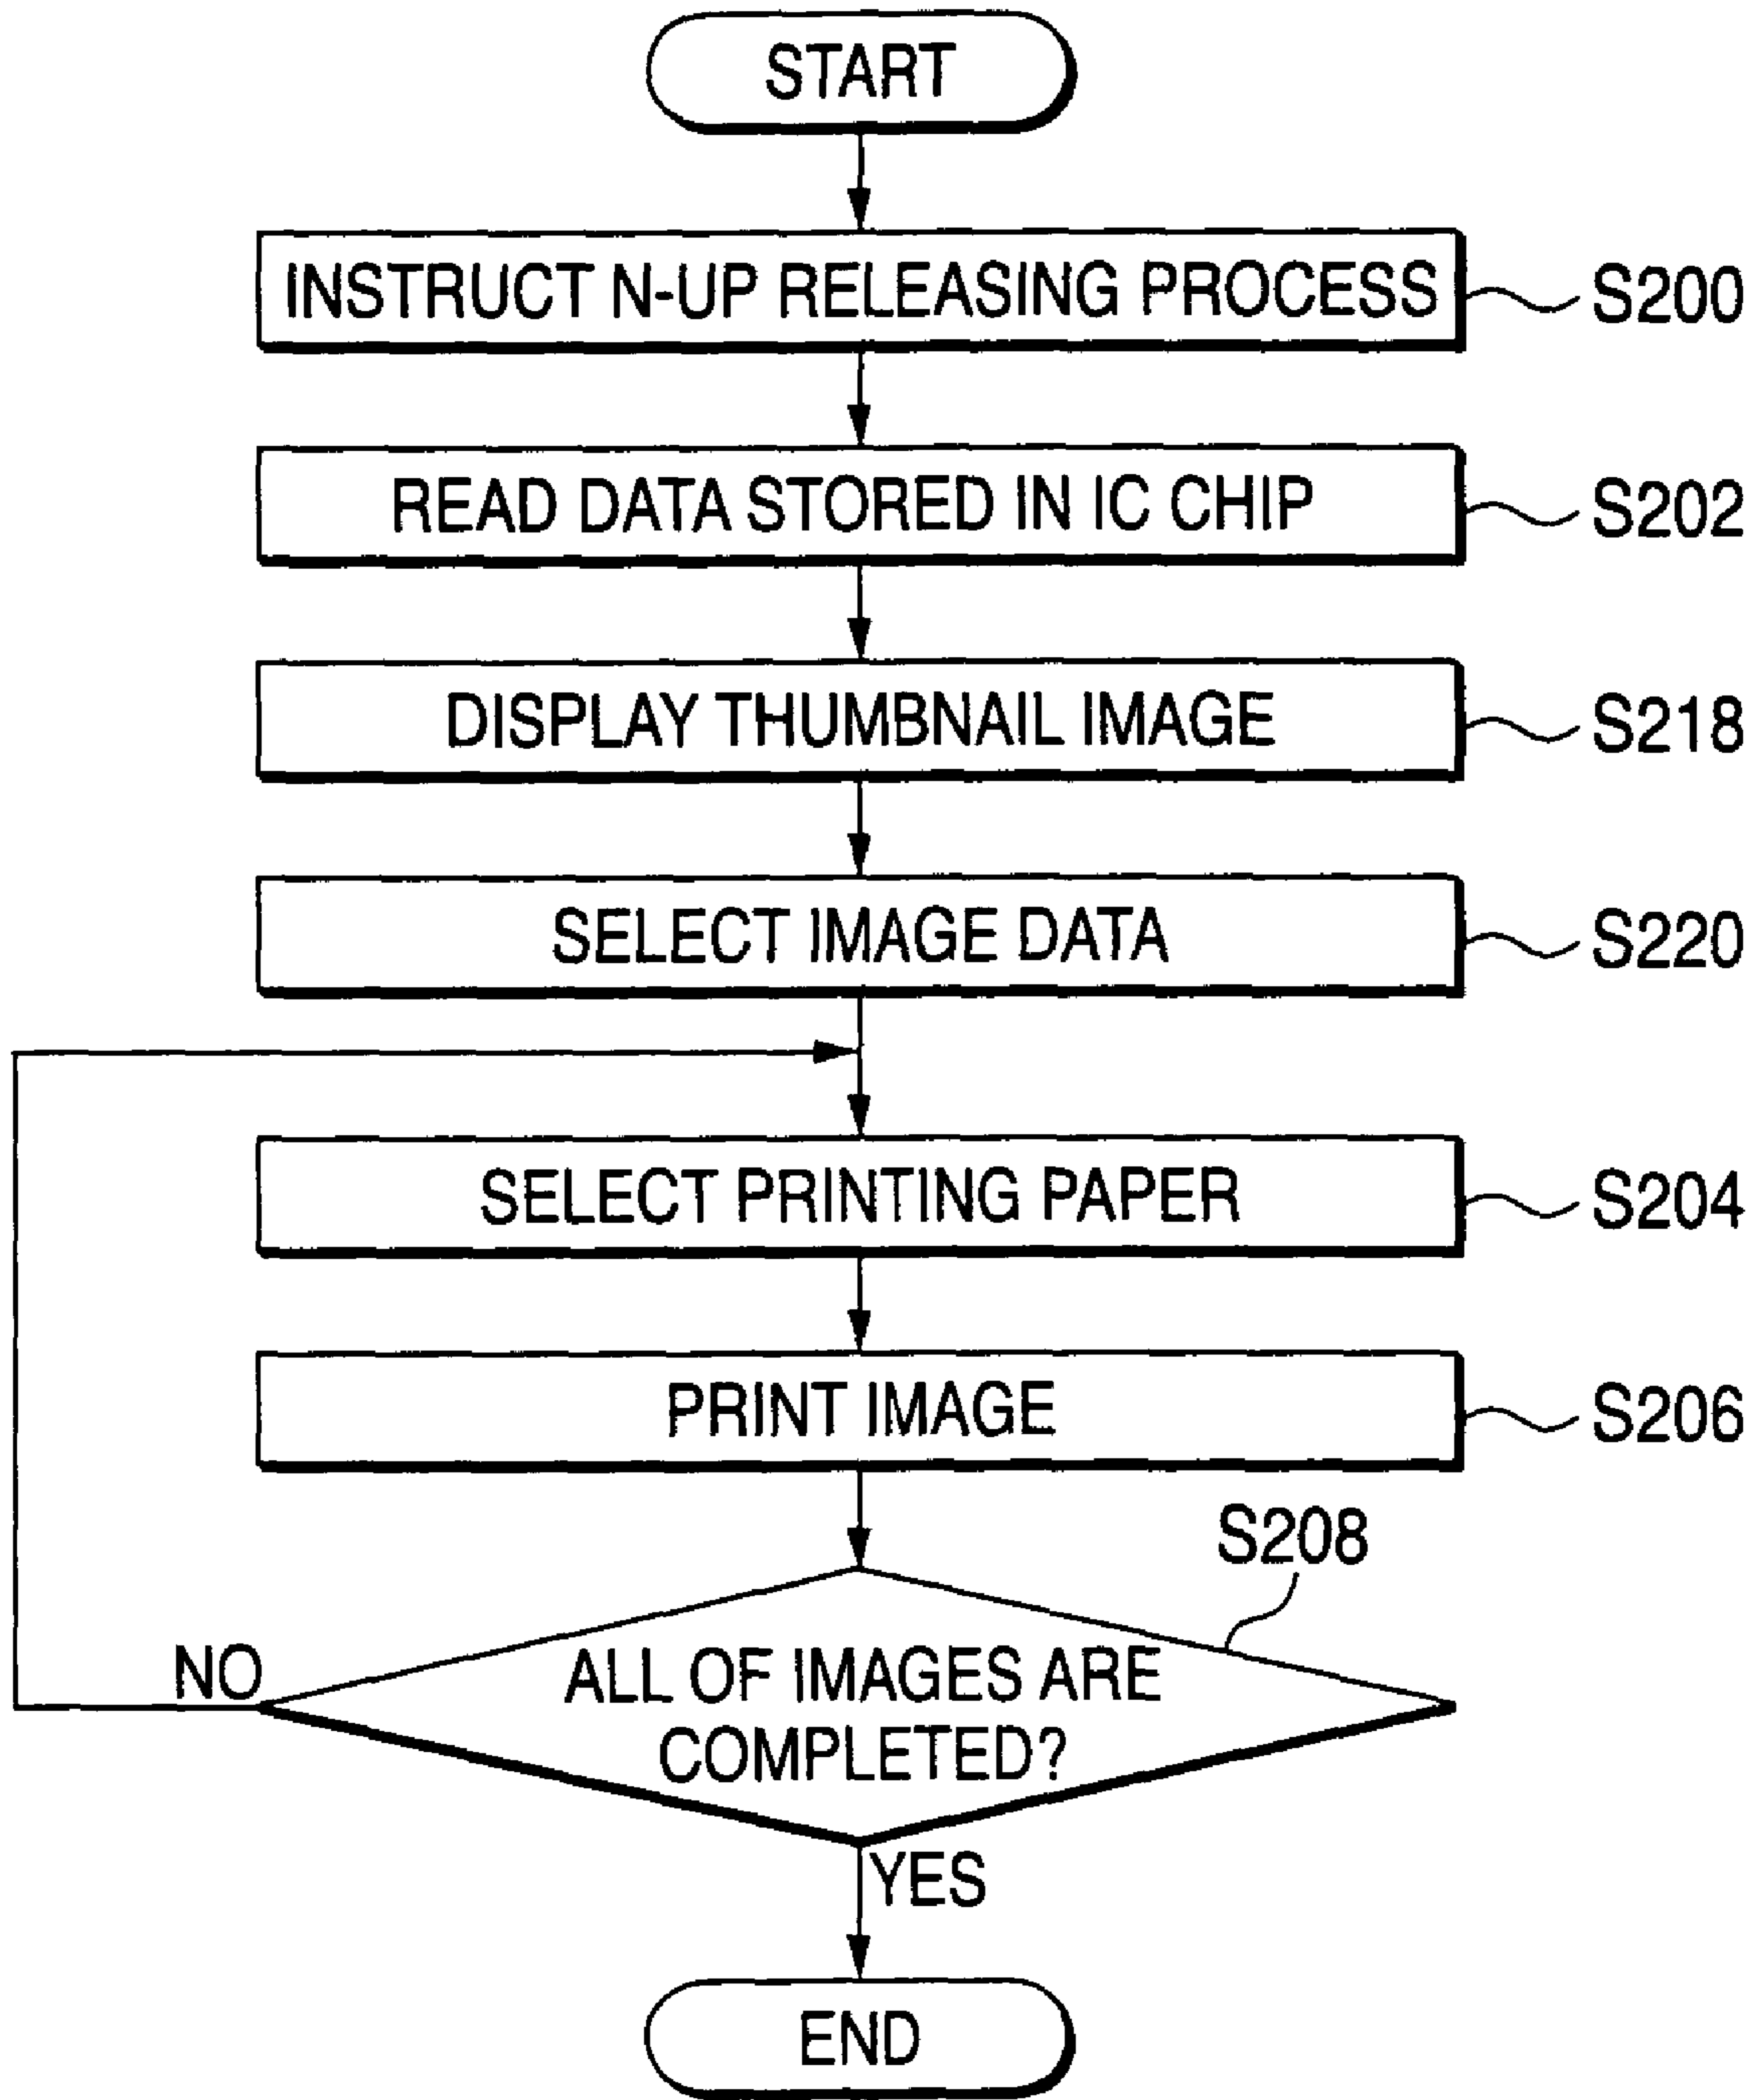 START
INSTRUCT N-UP RELEASING PROCESS
S200
READ DATA STORED IN IC CHIP
S202
DISPLAY THUMBNAIL IMAGE
S218
SELECT IMAGE DATA
S220
SELECT PRINTING PAPER
S204
PRINT IMAGE
S206
S208
NO
ALL OF IMAGES ARE
COMPLETED?
YES
END